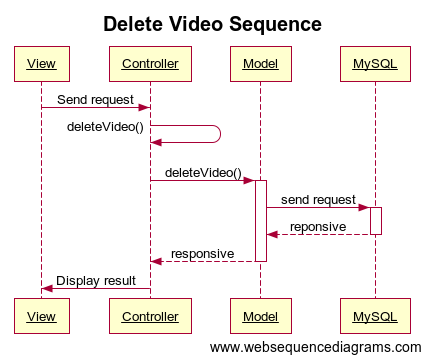 Delete Video Sequence
View Controller Model MySQL
Send request
deleteVideo()
deleteVideo()
send request
reponsive
responsive
Display result
View Controller Model MySQL
www.websequencediagrams.com